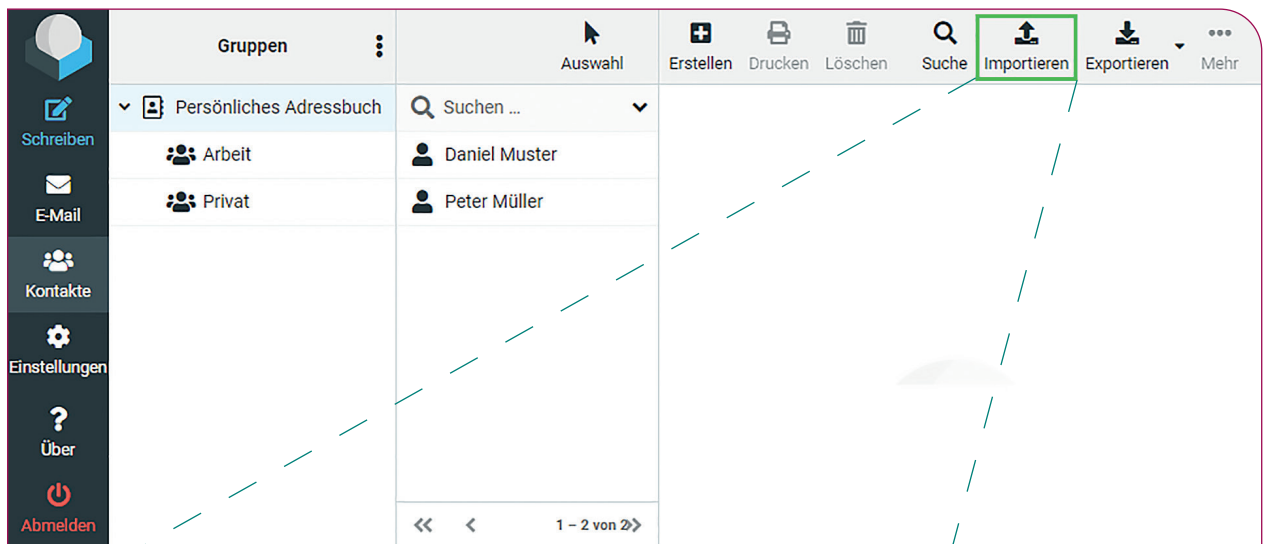 Gruppen
Auswahl
Erstellen
Drucken
Löschen
Suche
Importieren
Exportieren
Mehr
Schreiben
E-Mail
Kontakte
Einstellungen
Über
Abmelden
Persönliches Adressbuch
Arbeit
Privat
Suchen ...
Daniel Muster
Peter Müller
1 – 2 von 2